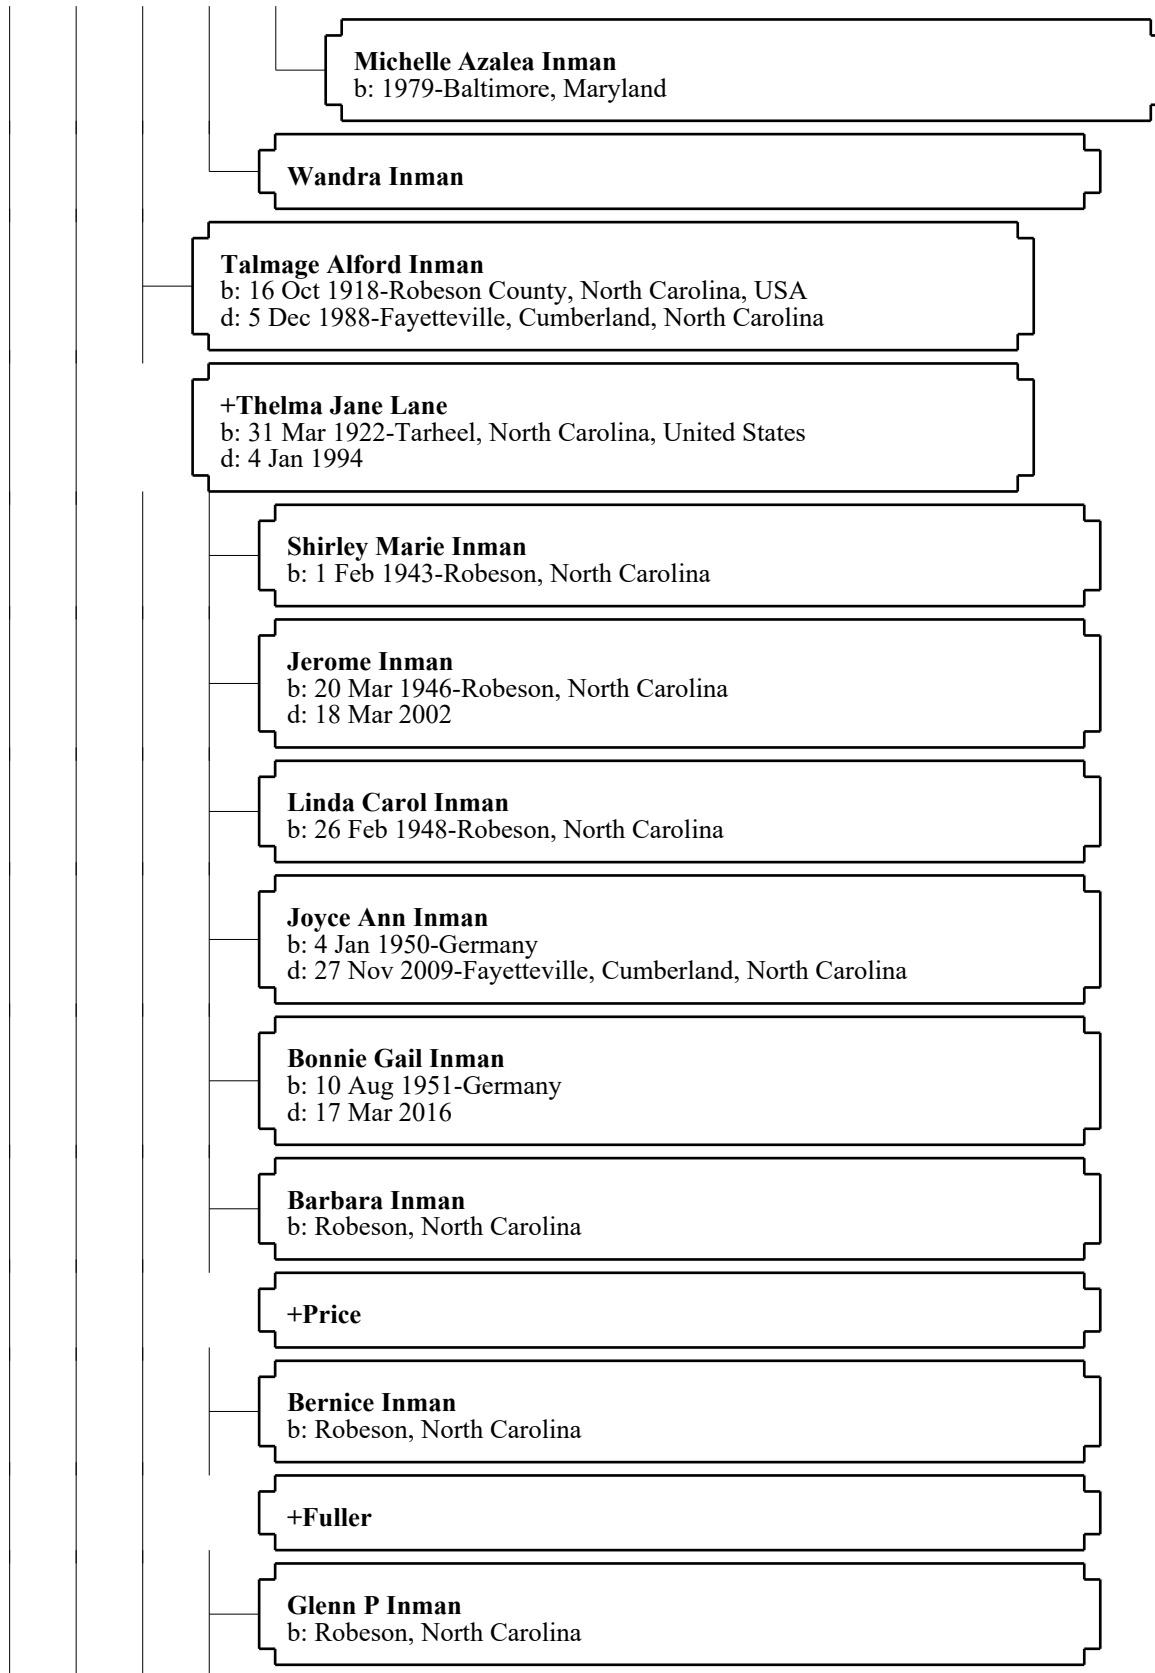 Michelle Azalea Inman
b: 1979-Baltimore, Maryland
Wandra Inman
Talmage Alford Inman
b: 16 Oct 1918-Robeson County, North Carolina, USA
d: 5 Dec 1988-Fayetteville, Cumberland, North Carolina
+Thelma Jane Lane
b: 31 Mar 1922-Tarheel, North Carolina, United States
d: 4 Jan 1994
Shirley Marie Inman
b: 1 Feb 1943-Robeson, North Carolina
Jerome Inman
b: 20 Mar 1946-Robeson, North Carolina
d: 18 Mar 2002
Linda Carol Inman
b: 26 Feb 1948-Robeson, North Carolina
Joyce Ann Inman
b: 4 Jan 1950-Germany
d: 27 Nov 2009-Fayetteville, Cumberland, North Carolina
Bonnie Gail Inman
b: 10 Aug 1951-Germany
d: 17 Mar 2016
Barbara Inman
b: Robeson, North Carolina
+Price
Bernice Inman
b: Robeson, North Carolina
+Fuller
Glenn P Inman
b: Robeson, North Carolina